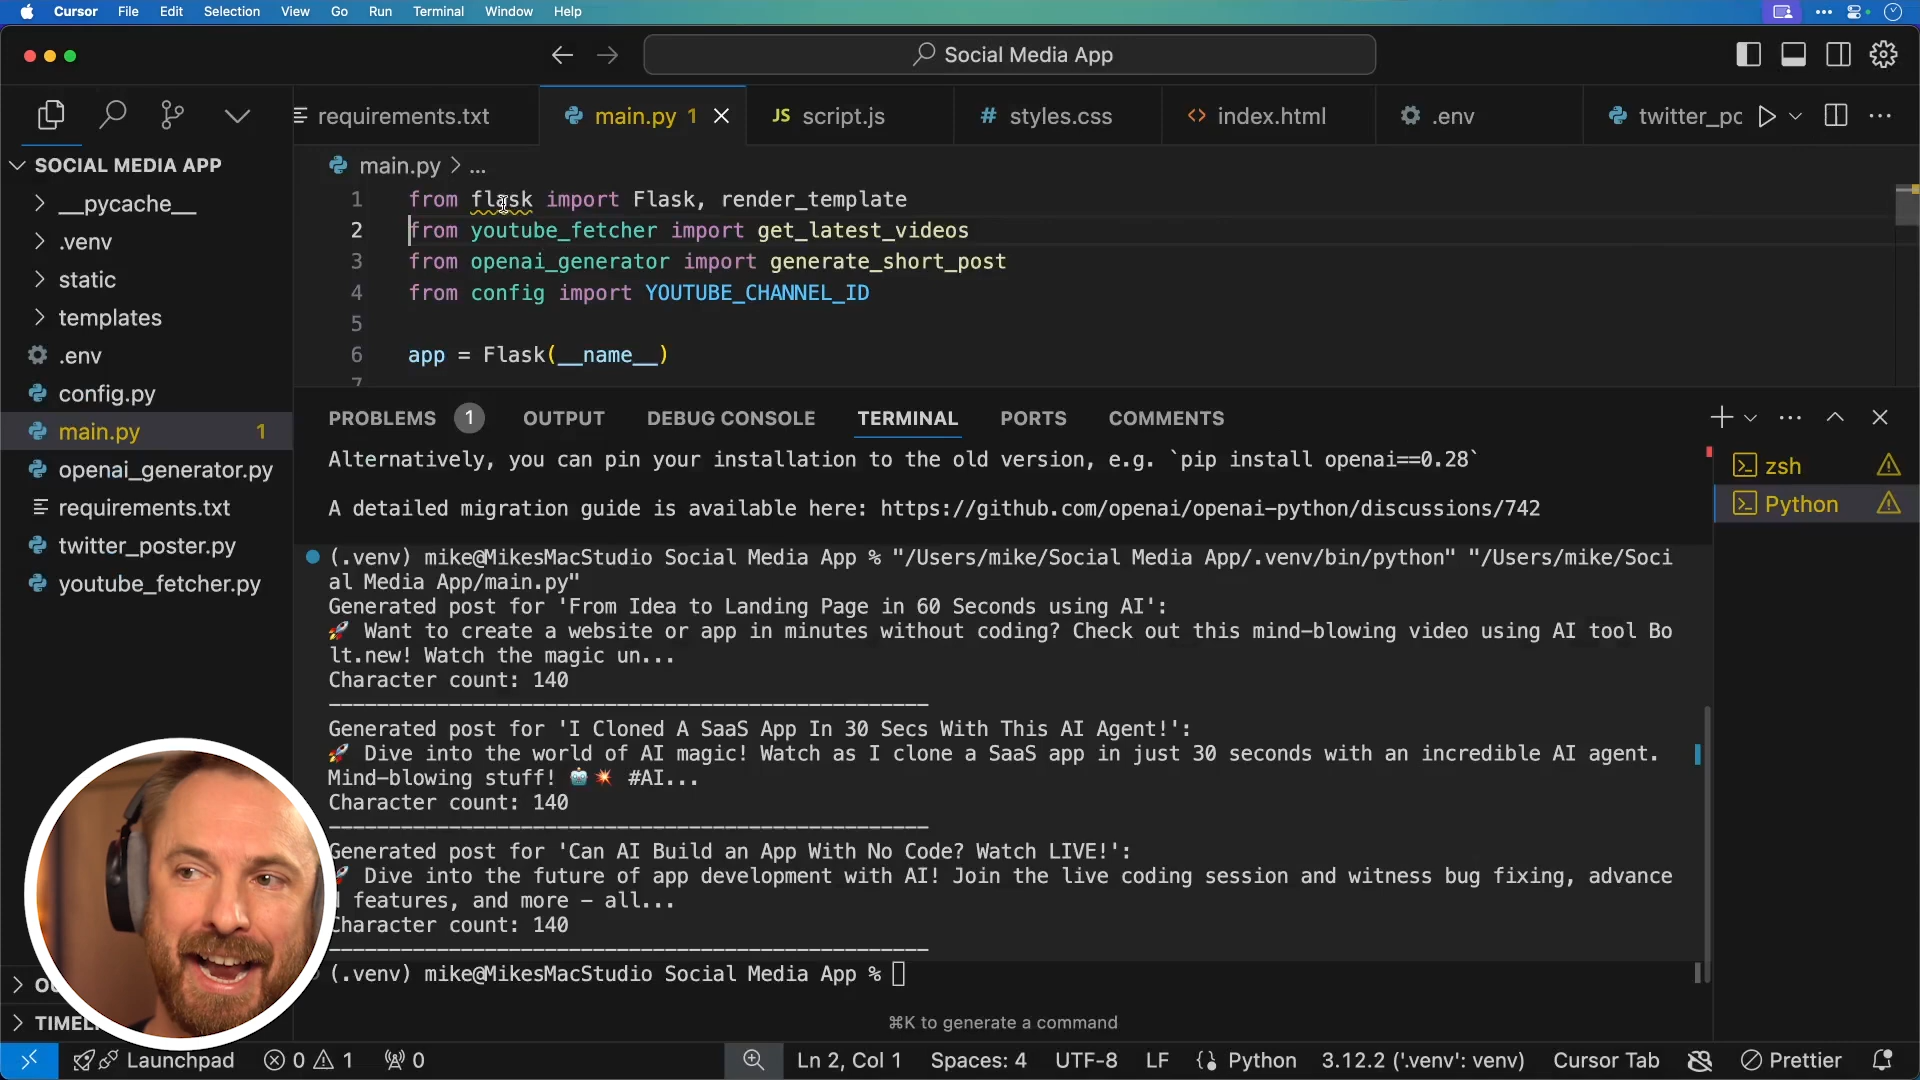 Cursor File Edit Selection View Go Run Terminal Window Help
Social Media App
requirements.txt main.py 1 JS script.js # styles.css <> index.html .env twitter_pc
SOCIAL MEDIA APP
__pycache__
.venv
static
templates
.env
config.py
main.py 1
openai_generator.py
requirements.txt
twitter_poster.py
youtube_fetcher.py
TIMEL
main.py > ...
1 from flask import Flask, render_template
2 from youtube_fetcher import get_latest_videos
3 from openai_generator import generate_short_post
4 from config import YOUTUBE_CHANNEL_ID
5
6 app = Flask(__name__)
7
PROBLEMS 1 OUTPUT DEBUG CONSOLE TERMINAL PORTS COMMENTS
Alternatively, you can pin your installation to the old version, e.g. `pip install openai==0.28`
A detailed migration guide is available here: https://github.com/openai/openai-python/discussions/742
(.venv) mike@MikesMacStudio Social Media App % "/Users/mike/Social Media App/.venv/bin/python" "/Users/mike/Soci
al Media App/main.py"
Generated post for 'From Idea to Landing Page in 60 Seconds using AI':
🚀 Want to create a website or app in minutes without coding? Check out this mind-blowing video using AI tool Bo
lt.new! Watch the magic un...
Character count: 140
--------------------------------------------------
Generated post for 'I Cloned A SaaS App In 30 Secs With This AI Agent!':
🚀 Dive into the world of AI magic! Watch as I clone a SaaS app in just 30 seconds with an incredible AI agent.
Mind-blowing stuff! 🤖💥 #AI...
Character count: 140
--------------------------------------------------
Generated post for 'Can AI Build an App With No Code? Watch LIVE!':
🚀 Dive into the future of app development with AI! Join the live coding session and witness bug fixing, advance
d features, and more - all...
Character count: 140
--------------------------------------------------
(.venv) mike@MikesMacStudio Social Media App %
⌘K to generate a command
zsh
Python
Launchpad 0 1 0 Ln 2, Col 1 Spaces: 4 UTF-8 LF Python 3.12.2 ('.venv': venv) Cursor Tab Prettier